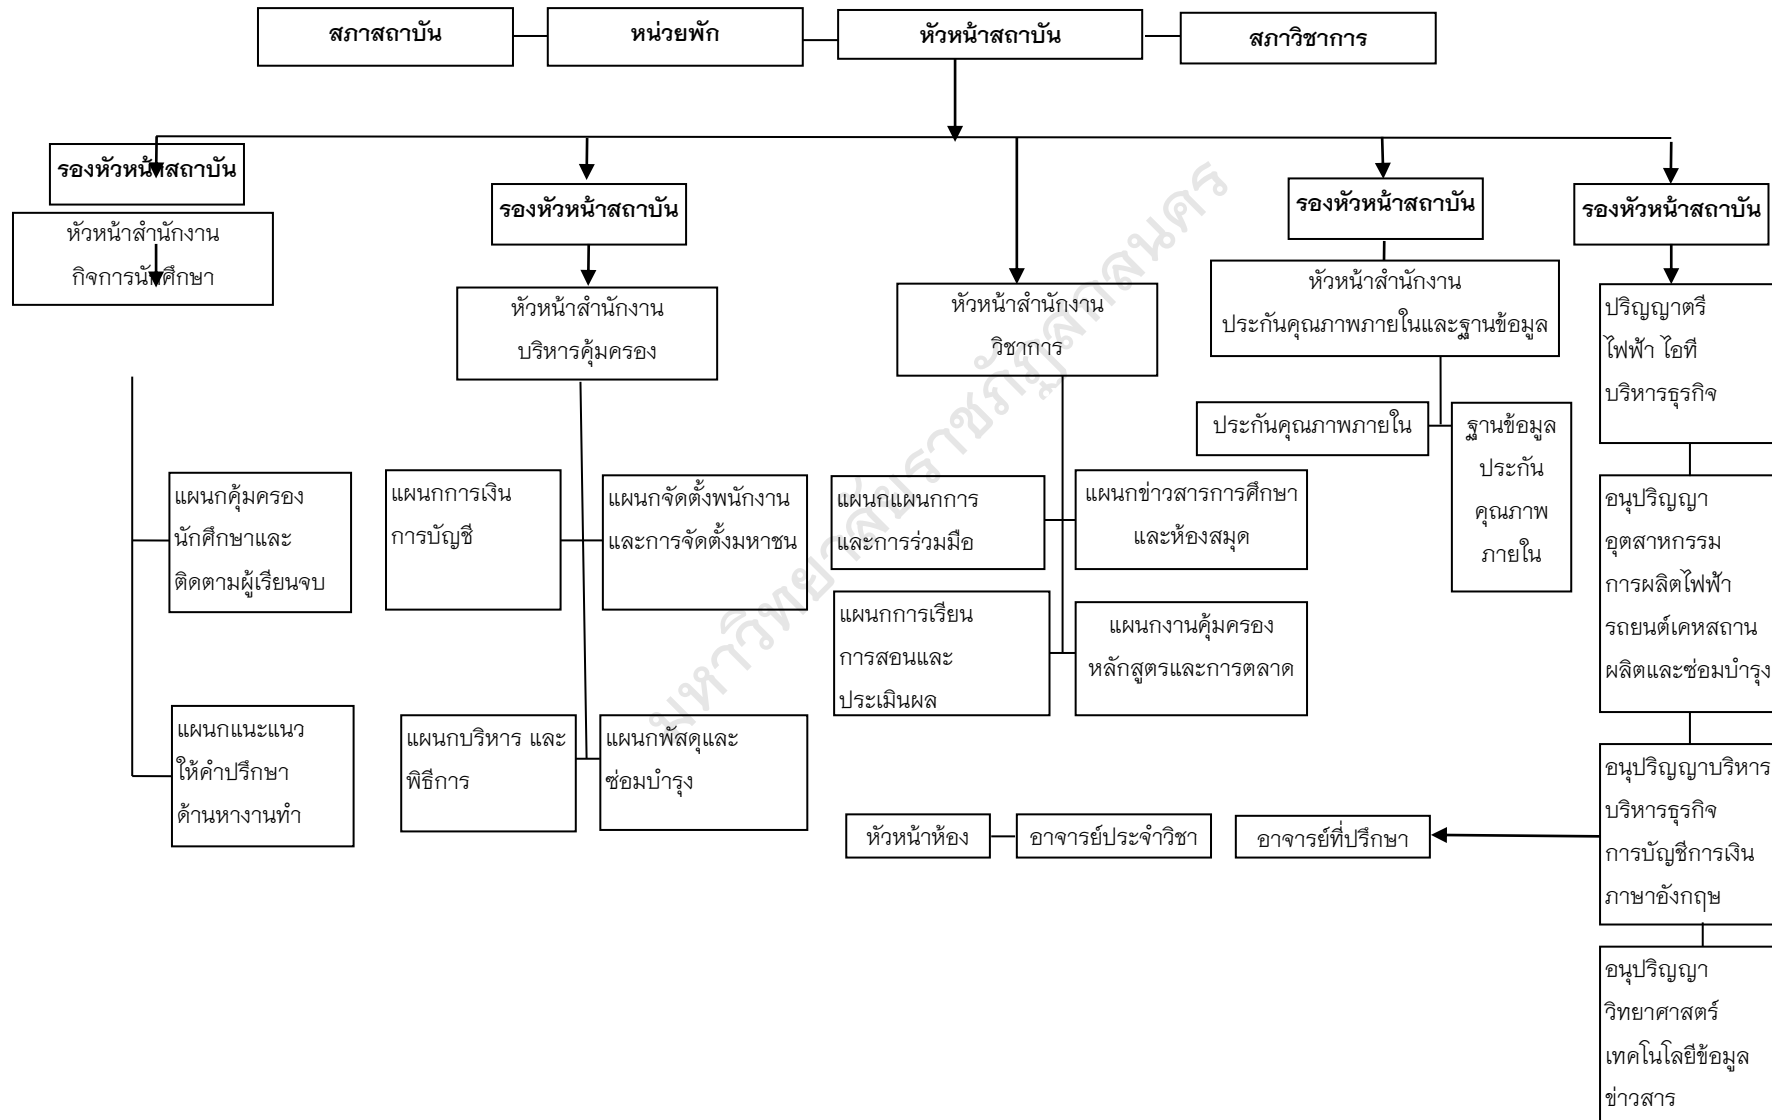 สภาสถาบัน
หน่วยพัก
หัวหน้าสถาบัน
สภาวิชาการ
รองหัวหน้าสถาบัน
หัวหน้าสำนักงาน
กิจการนักศึกษา
แผนกคุ้มครอง
นักศึกษาและ
ติดตามผู้เรียนจบ
แผนกแนะแนว
ให้คำปรึกษา
ด้านหางานทำ
รองหัวหน้าสถาบัน
หัวหน้าสำนักงาน
บริหารคุ้มครอง
แผนกการเงิน
การบัญชี
แผนกจัดตั้งพนักงาน
และการจัดตั้งมหาชน
แผนกบริหาร และ
พิธีการ
แผนกพัสดุและ
ซ่อมบำรุง
หัวหน้าสำนักงาน
วิชาการ
แผนกแผนกการ
และการร่วมมือ
แผนกข่าวสารการศึกษา
และห้องสมุด
แผนกการเรียน
การสอนและ
ประเมินผล
แผนกงานคุ้มครอง
หลักสูตรและการตลาด
รองหัวหน้าสถาบัน
หัวหน้าสำนักงาน
ประกันคุณภาพภายในและฐานข้อมูล
ประกันคุณภาพภายใน
ฐานข้อมูล
ประกัน
คุณภาพ
ภายใน
รองหัวหน้าสถาบัน
ปริญญาตรี
ไฟฟ้า ไอที
บริหารธุรกิจ
อนุปริญญา
อุตสาหกรรม
การผลิตไฟฟ้า
รถยนต์เคหสถาน
ผลิตและซ่อมบำรุง
อนุปริญญาบริหาร
บริหารธุรกิจ
การบัญชีการเงิน
ภาษาอังกฤษ
อนุปริญญา
วิทยาศาสตร์
เทคโนโลยีข้อมูล
ข่าวสาร
หัวหน้าห้อง
อาจารย์ประจำวิชา
อาจารย์ที่ปรึกษา
มหาวิทยาลัยราชภัฏสกลนคร